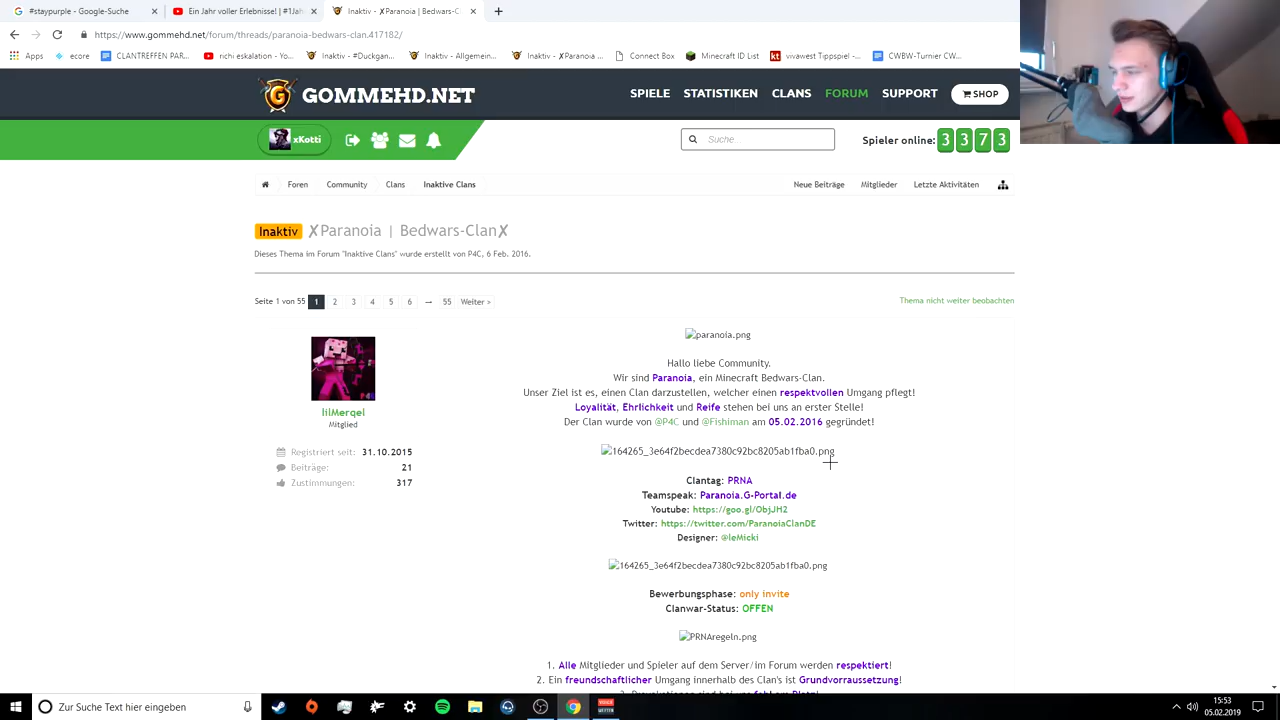 #staypurple - Google-Suche
Ein Jahr voller Erlebnisse! | #1Jah
Inaktiv - ✗Paranoia | Bedwars-C
https://www.gommehd.net/forum/threads/paranoia-bedwars-clan.417182/
Apps
ecore
CLANTREFFEN PAR...
richi eskalation - Yo...
Inaktiv - #Duckgan...
Inaktiv - Allgemein...
Inaktiv - ✗Paranoia ...
Connect Box
Minecraft ID List
vivawest Tippspiel -...
CWBW-Turnier CW...
GOMMEHD.NET
SPIELE STATISTIKEN CLANS FORUM SUPPORT SHOP
xKotti
Suche...
Spieler online: 3 3 7 3
Foren Community Clans Inaktive Clans
Neue Beiträge Mitglieder Letzte Aktivitäten
Inaktiv ✗Paranoia | Bedwars-Clan✗
Dieses Thema im Forum "Inaktive Clans" wurde erstellt von P4C, 6 Feb. 2016.
Seite 1 von 55 1 2 3 4 5 6 → 55 Weiter >
Thema nicht weiter beobachten
lilMerqel
Mitglied
Registriert seit: 31.10.2015
Beiträge: 21
Zustimmungen: 317
paranoia.png
Hallo liebe Community.
Wir sind Paranoia, ein Minecraft Bedwars-Clan.
Unser Ziel ist es, einen Clan darzustellen, welcher einen respektvollen Umgang pflegt!
Loyalität, Ehrlichkeit und Reife stehen bei uns an erster Stelle!
Der Clan wurde von @P4C und @Fishiman am 05.02.2016 gegründet!
164265_3e64f2becdea7380c92bc8205ab1fba0.png
Clantag: PRNA
Teamspeak: Paranoia.G-Portal.de
Youtube: https://goo.gl/ObjJH2
Twitter: https://twitter.com/ParanoiaClanDE
Designer: @leMicki
164265_3e64f2becdea7380c92bc8205ab1fba0.png
Bewerbungsphase: only invite
Clanwar-Status: OFFEN
PRNAregeln.png
1. Alle Mitglieder und Spieler auf dem Server/im Forum werden respektiert!
2. Ein freundschaftlicher Umgang innerhalb des Clan's ist Grundvorraussetzung!
Zur Suche Text hier eingeben
15:53
05.02.2019